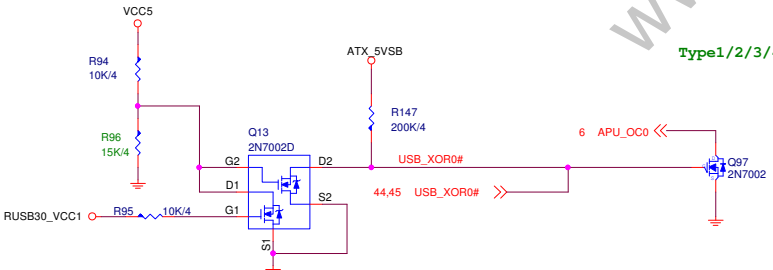 VCC5
R94
10K/4
R96
15K/4
ATX_5VSB
R147
200K/4
Type1/2/3/
Q13
2N7002D
G2
D2
D1
S2
G1
S1
USB_XOR0#
44,45 USB_XOR0#
6 APU_OC0
Q97
2N7002
RUSB30_VCC1
R95
10K/4